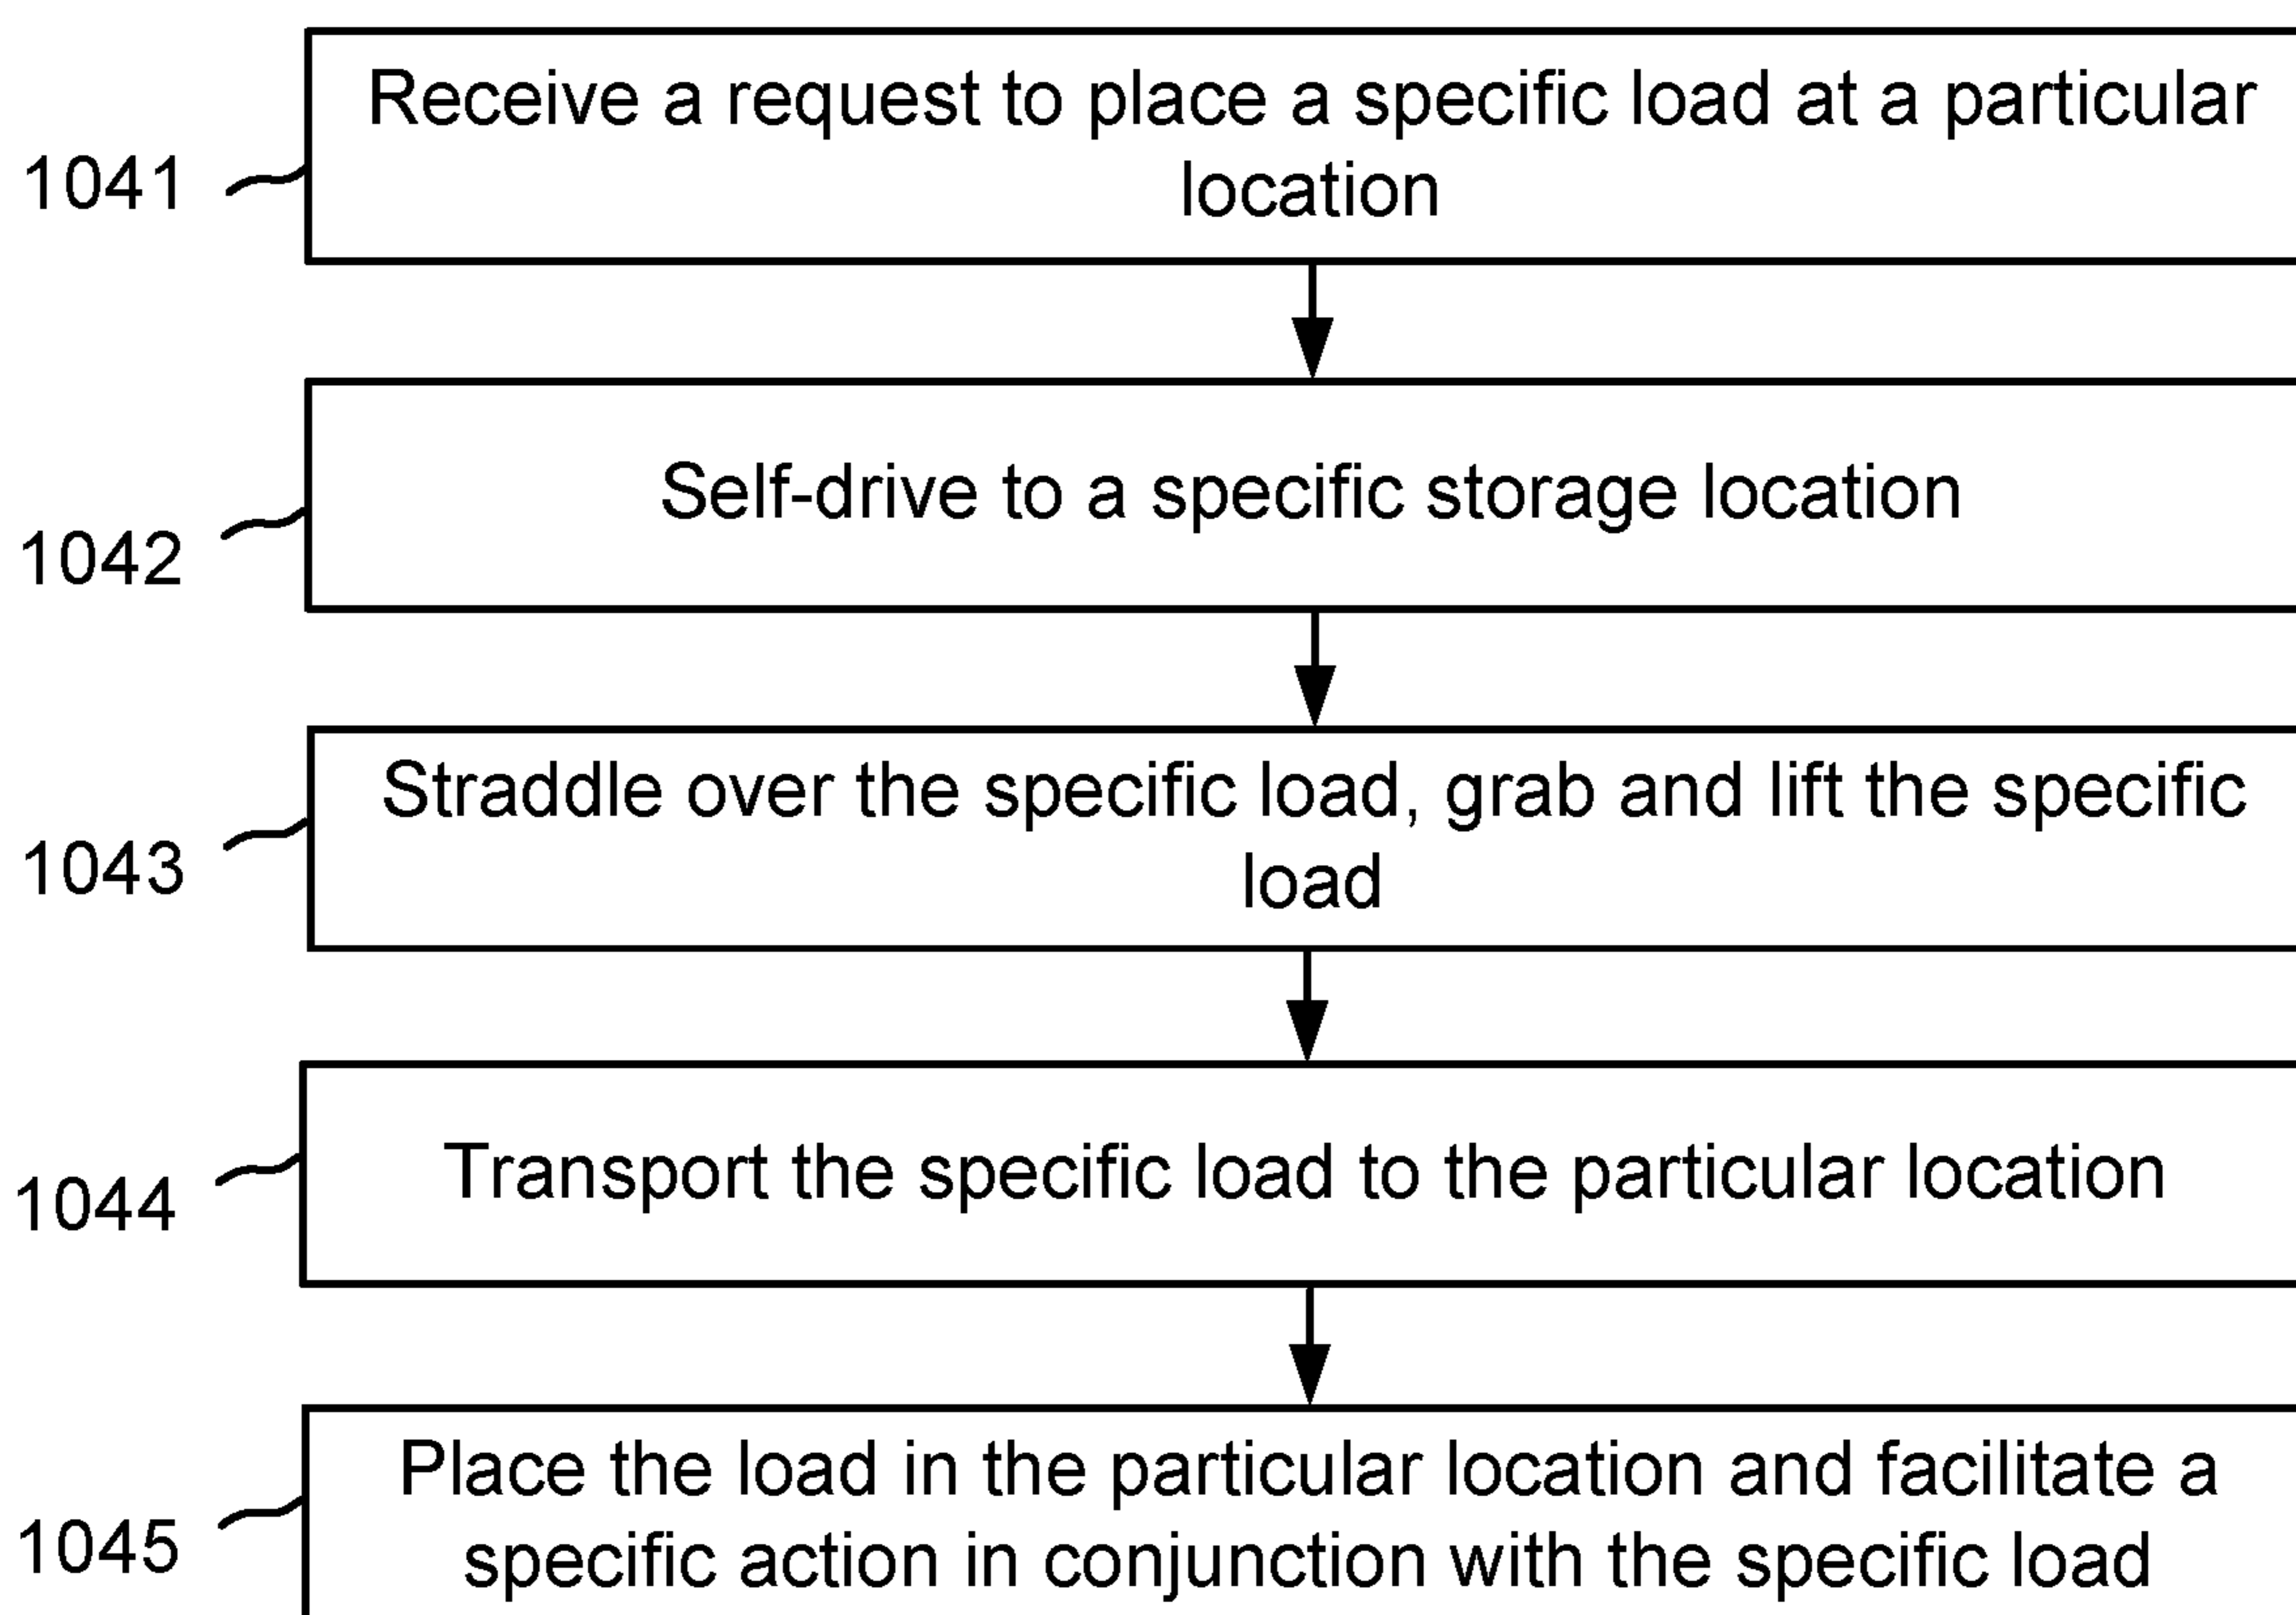 Receive a request to place a specific load at a particular
location
1041
Self-drive to a specific storage location
1042
Straddle over the specific load, grab and lift the specific
load
1043
Transport the specific load to the particular location
1044
Place the load in the particular location and facilitate a
specific action in conjunction with the specific load
1045